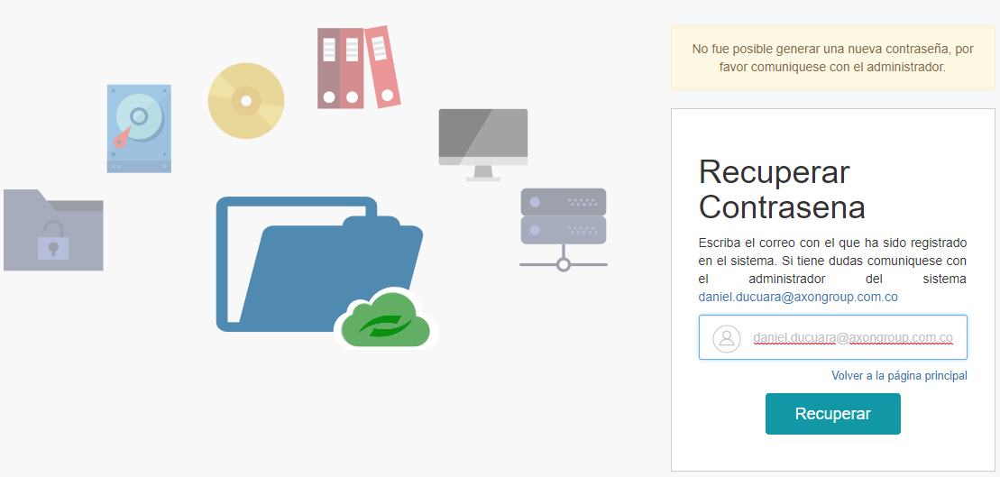 No fue posible generar una nueva contraseña, por
favor comuniquese con el administrador.
Recuperar
Contrasena
Escriba el correo con el que ha sido registrado
en el sistema. Si tiene dudas comuniquese con
el administrador del sistema
daniel.ducuara@axongroup.com.co
daniel.ducuara@axongroup.com.co
Volver a la página principal
Recuperar